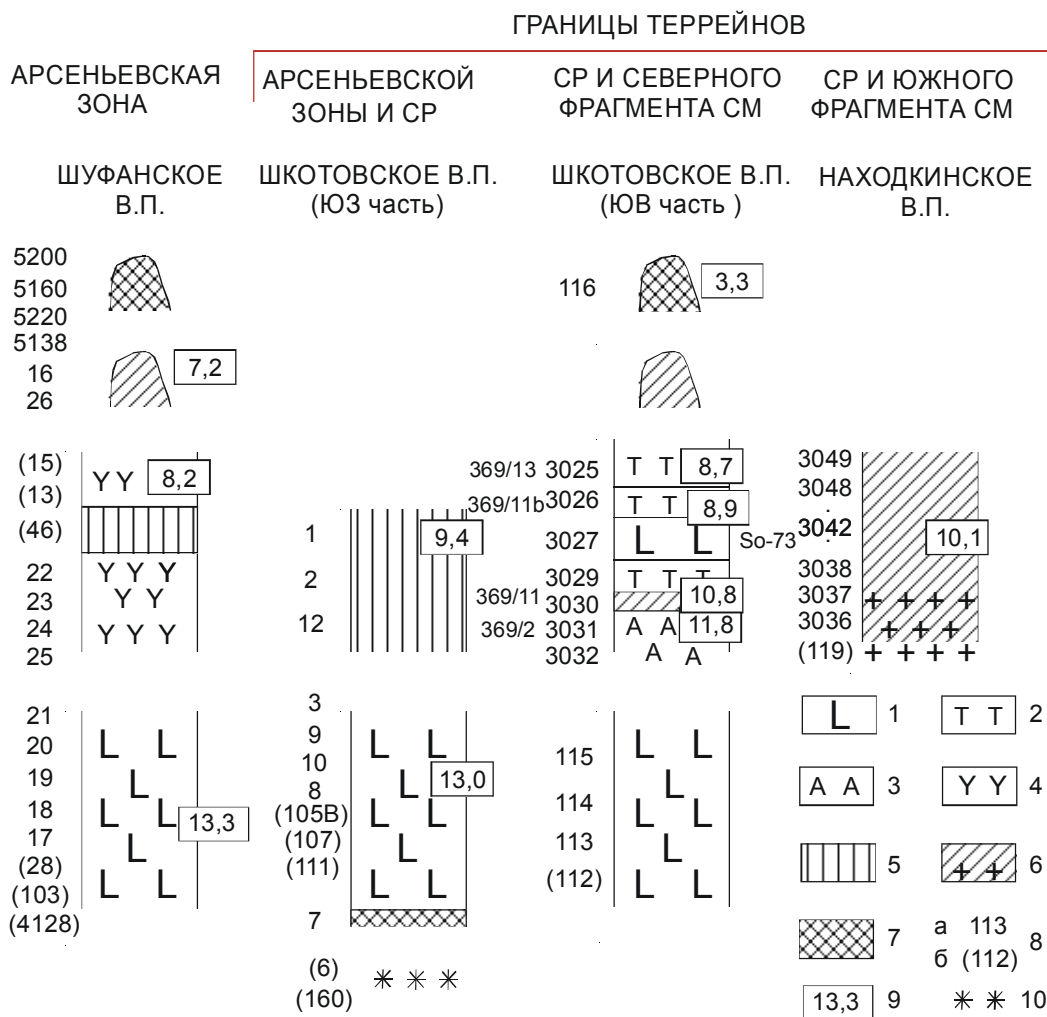 ГРАНИЦЫ ТЕРРЕЙНОВ
АРСЕНЬЕВСКАЯ
ЗОНА
АРСЕНЬЕВСКОЙ
ЗОНЫ И СР
СР И СЕВЕРНОГО
ФРАГМЕНТА СМ
СР И ЮЖНОГО
ФРАГМЕНТА СМ
ШУФАНСКОЕ
В.П.
ШКОТОВСКОЕ В.П.
(ЮЗ часть)
ШКОТОВСКОЕ В.П.
(ЮВ часть )
НАХОДКИНСКОЕ
В.П.
5200
5160
5220
5138
16
26
7,2
(15)
(13)
(46)
Y Y
8,2
22
23
24
25
Y Y Y
Y Y
Y Y Y
21
20
19
18
17
(28)
(103)
(4128)
L L
L
L L
L
L L
13,3
1
2
12
9,4
3
9
10
8
(105В)
(107)
(111)
7
(6)
(160)
L L
L
L L
L
L L
13,0
* * *
116
3,3
369/13 3025 T T 8,7
369/11b 3026 T T 8,9
3027 L L So-73
3029 T T T
369/11 3030 10,8
369/2 3031 A A 11,8
3032 A A
115
114
113
(112)
L L
L
L L
L
L L
3049
3048
.
3042
.
3038
3037
3036
(119)
10,1
+ + + +
+ + +
+ + + +
L 1
T T 2
A A 3
Y Y 4
5
+ + 6
7
а 113
б (112)
8
13,3 9
* * 10